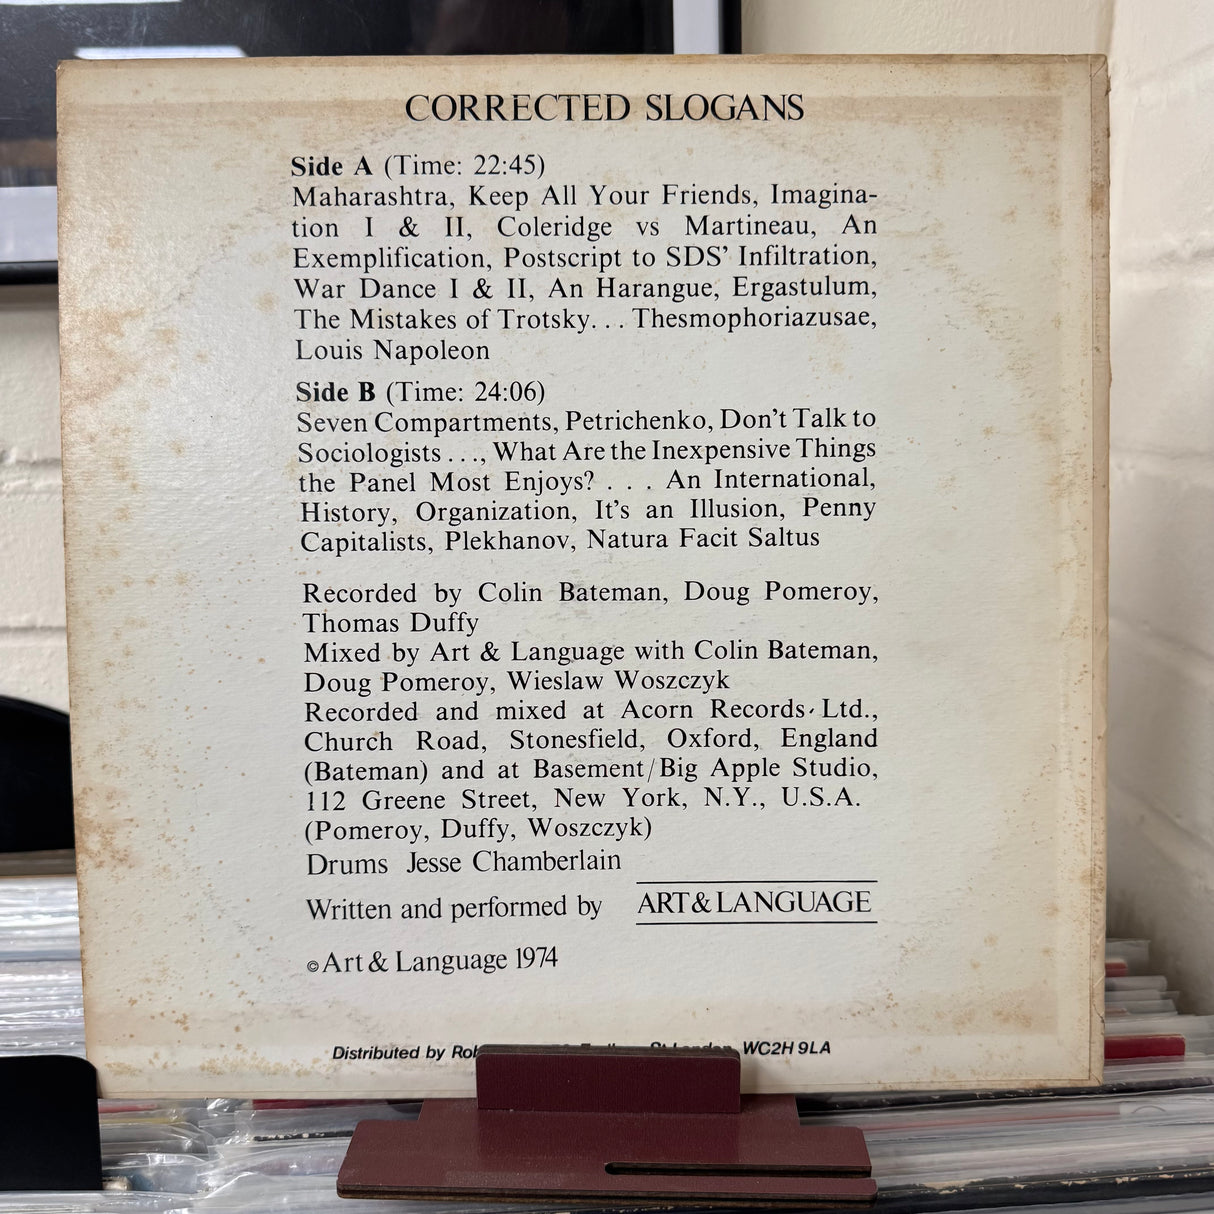 CORRECTED SLOGANS
Side A (Time: 22:45)
Maharashtra, Keep All Your Friends, Imagina-
tion I & II, Coleridge vs Martineau, An
Exemplification, Postscript to SDS’ Infiltration,
War Dance I & II, An Harangue, Ergastulum,
The Mistakes of Trotsky. . . Thesmophoriazusae,
Louis Napoleon
Side B (Time: 24:06)
Seven Compartments, Petrichenko, Don’t Talk to
Sociologists . . ., What Are the Inexpensive Things
the Panel Most Enjoys? . . . An International,
History, Organization, It’s an Illusion, Penny
Capitalists, Plekhanov, Natura Facit Saltus
Recorded by Colin Bateman, Doug Pomeroy,
Thomas Duffy
Mixed by Art & Language with Colin Bateman,
Doug Pomeroy, Wieslaw Woszczyk
Recorded and mixed at Acorn Records Ltd.,
Church Road, Stonesfield, Oxford, England
(Bateman) and at Basement/Big Apple Studio,
112 Greene Street, New York, N.Y., U.S.A.
(Pomeroy, Duffy, Woszczyk)
Drums Jesse Chamberlain
Written and performed by ART & LANGUAGE
© Art & Language 1974
Distributed by St London WC2H 9LA